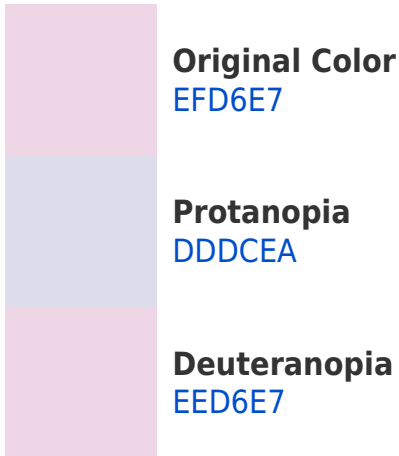 Original Color
EFD6E7
Protanopia
DDDCEA
Deuteranopia
EED6E7